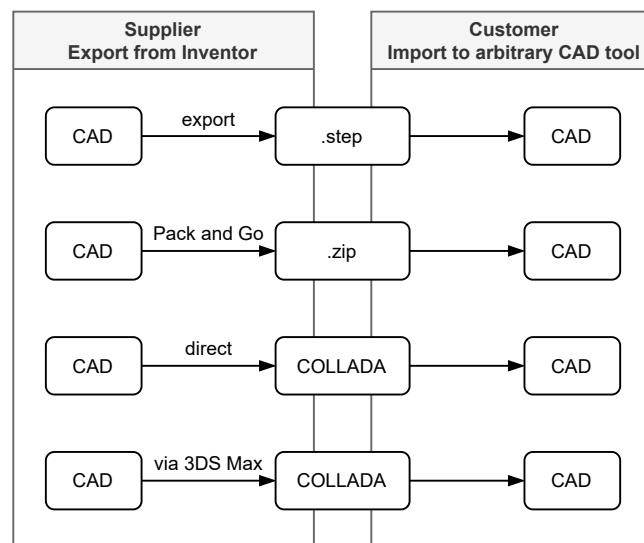 Supplier
Export from Inventor
Customer
Import to arbitrary CAD tool
CAD
export
.step
CAD
CAD
Pack and Go
.zip
CAD
CAD
direct
COLLADA
CAD
CAD
via 3DS Max
COLLADA
CAD